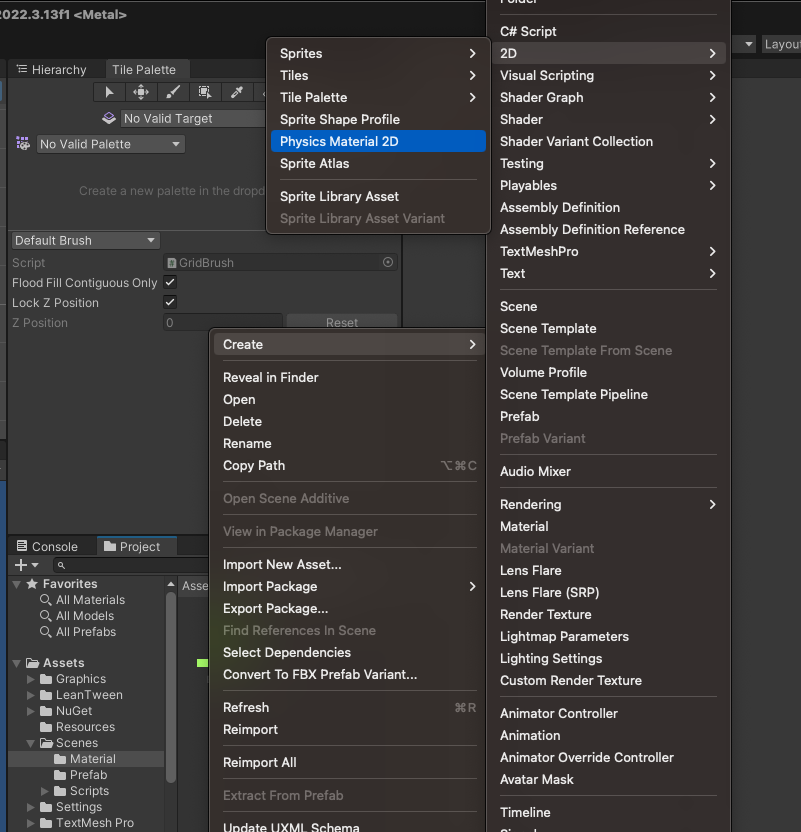 2022.3.13f1 <Metal>
Layou
Hierarchy
Tile Palette
No Valid Target
No Valid Palette
Create a new palette in the dropd
Default Brush
Script
GridBrush
Flood Fill Contiguous Only
Lock Z Position
Z Position
0
Reset
Sprites
Tiles
Tile Palette
Sprite Shape Profile
Physics Material 2D
Sprite Atlas
Sprite Library Asset
Sprite Library Asset Variant
Folder
C# Script
2D
Visual Scripting
Shader Graph
Shader
Shader Variant Collection
Testing
Playables
Assembly Definition
Assembly Definition Reference
TextMeshPro
Text
Scene
Scene Template
Scene Template From Scene
Volume Profile
Scene Template Pipeline
Prefab
Prefab Variant
Audio Mixer
Rendering
Material
Material Variant
Lens Flare
Lens Flare (SRP)
Render Texture
Lightmap Parameters
Lighting Settings
Custom Render Texture
Animator Controller
Animation
Animator Override Controller
Avatar Mask
Timeline
Create
Reveal in Finder
Open
Delete
Rename
Copy Path ⌥⌘C
Open Scene Additive
View in Package Manager
Import New Asset...
Import Package
Export Package...
Find References In Scene
Select Dependencies
Convert To FBX Prefab Variant...
Refresh ⌘R
Reimport
Reimport All
Extract From Prefab
Update UXML Schema
Console
Project
Favorites
All Materials
All Models
All Prefabs
Assets
Graphics
LeanTween
NuGet
Resources
Scenes
Material
Prefab
Scripts
Settings
TextMesh Pro
Asse